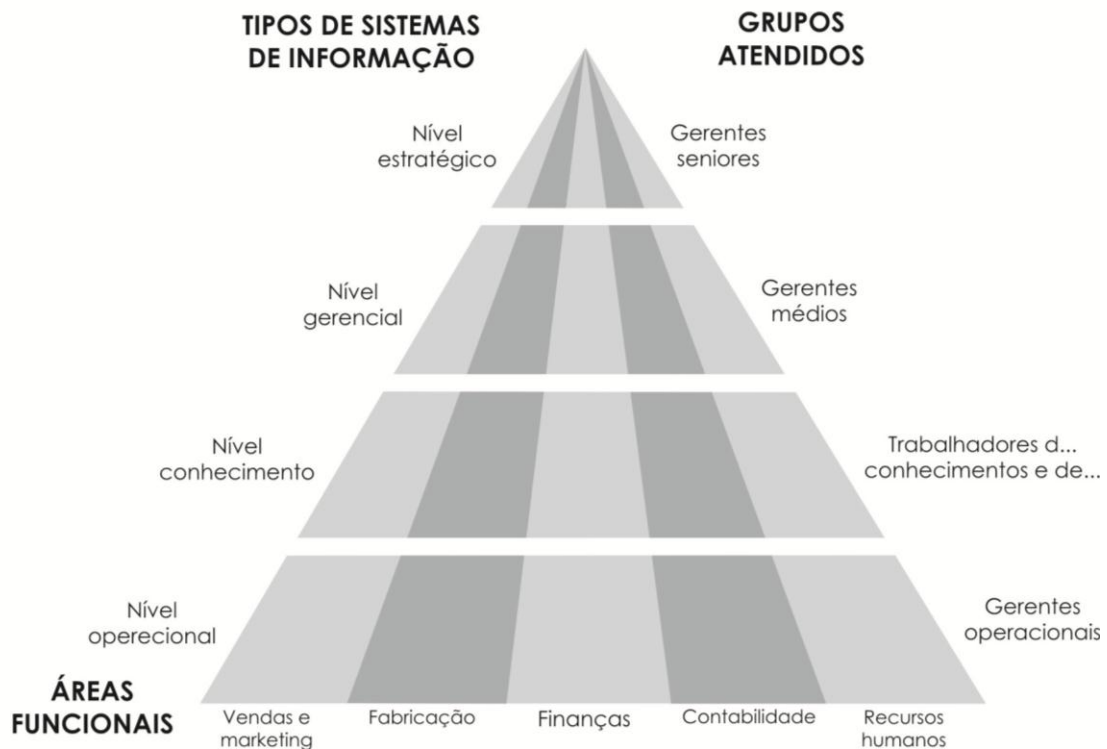 TIPOS DE SISTEMAS
DE INFORMAÇÃO
GRUPOS
ATENDIDOS
Nível
estratégico
Gerentes
seniores
Nível
gerencial
Gerentes
médios
Nível
conhecimento
Trabalhadores d...
conhecimentos e de...
Nível
operecional
Gerentes
operacionais
ÁREAS
FUNCIONAIS
Vendas e
marketing
Fabricação
Finanças
Contabilidade
Recursos
humanos